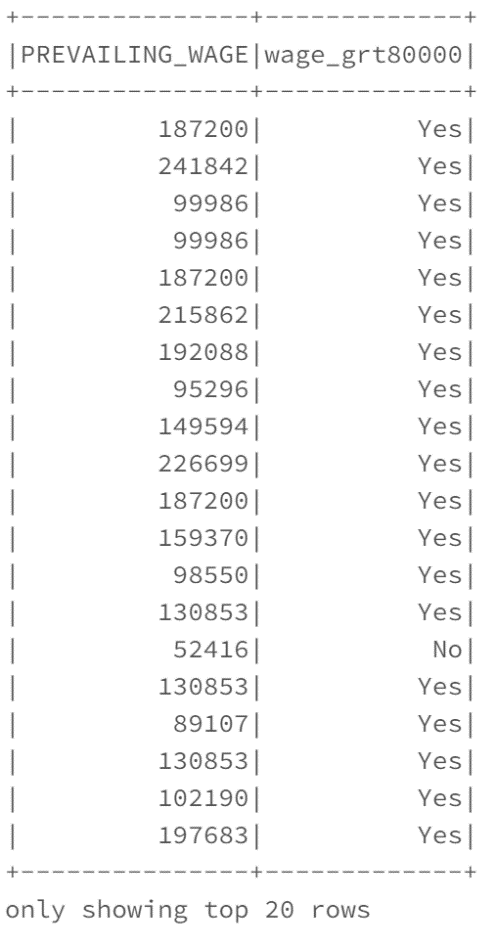 +---------------+-------------+
|PREVAILING_WAGE|wage_grt80000|
+---------------+-------------+
|         187200|          Yes|
|         241842|          Yes|
|          99986|          Yes|
|          99986|          Yes|
|         187200|          Yes|
|         215862|          Yes|
|         192088|          Yes|
|          95296|          Yes|
|         149594|          Yes|
|         226699|          Yes|
|         187200|          Yes|
|         159370|          Yes|
|          98550|          Yes|
|         130853|          Yes|
|          52416|           No|
|         130853|          Yes|
|          89107|          Yes|
|         130853|          Yes|
|         102190|          Yes|
|         197683|          Yes|
+---------------+-------------+
only showing top 20 rows